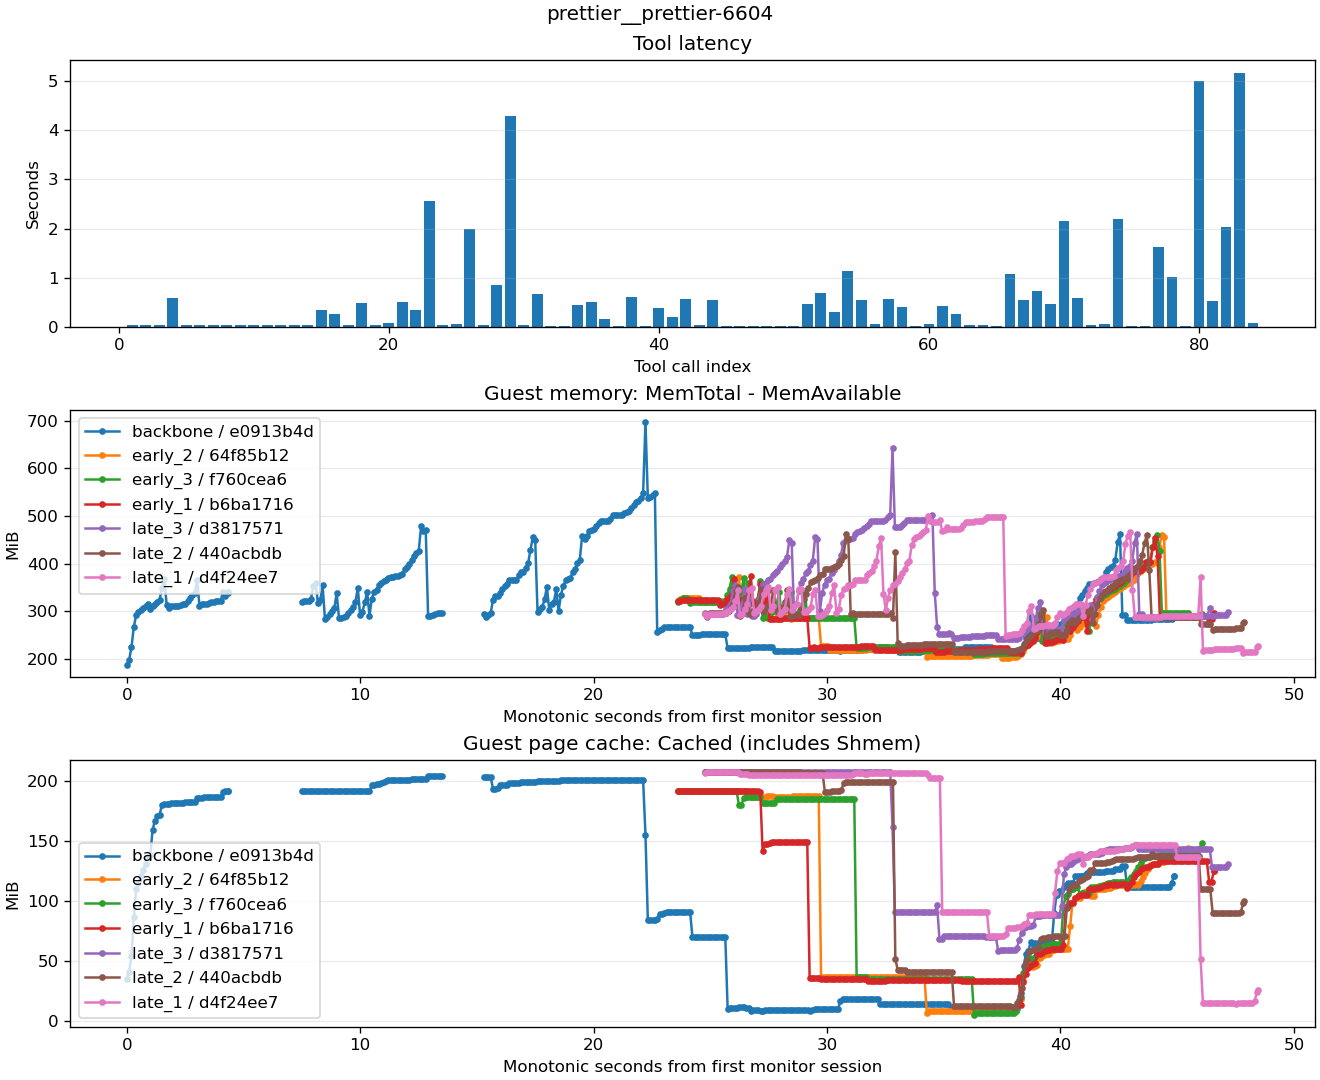 prettier__prettier-6604
Tool latency
Seconds
5
4
3
2
1
0
0 20 40 60 80
Tool call index
Guest memory: MemTotal - MemAvailable
MiB
700
600
500
400
300
200
backbone / e0913b4d
early_2 / 64f85b12
early_3 / f760cea6
early_1 / b6ba1716
late_3 / d3817571
late_2 / 440acbdb
late_1 / d4f24ee7
0 10 20 30 40 50
Monotonic seconds from first monitor session
Guest page cache: Cached (includes Shmem)
MiB
200
150
100
50
0
backbone / e0913b4d
early_2 / 64f85b12
early_3 / f760cea6
early_1 / b6ba1716
late_3 / d3817571
late_2 / 440acbdb
late_1 / d4f24ee7
0 10 20 30 40 50
Monotonic seconds from first monitor session